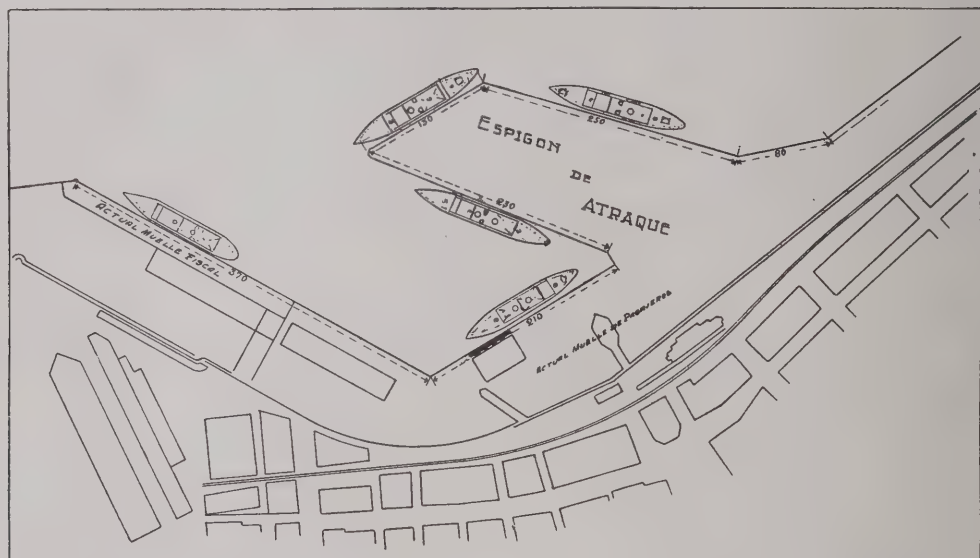 130
ESPIGON
DE
ATRAQUE
250
80
230
ACTUAL MUELLE FISCAL
370
210
ACTUAL MUELLE DE PASAJEROS